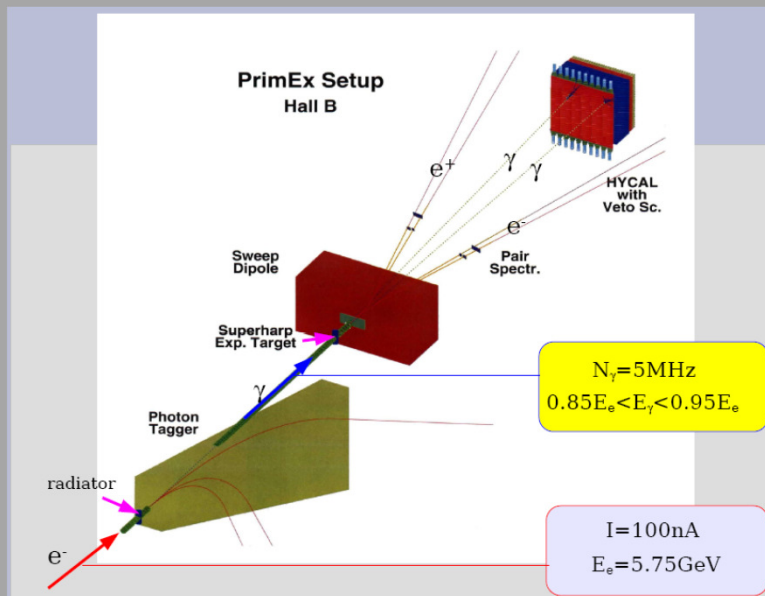 PrimEx Setup
Hall B
e⁺
γ
γ
e⁻
HYCAL
with
Veto Sc.
Sweep
Dipole
Pair
Spectr.
Superharp
Exp. Target
Nᵧ=5MHz
0.85Eₑ<Eᵧ<0.95Eₑ
γ
Photon
Tagger
radiator
e⁻
I=100nA
Eₑ=5.75GeV